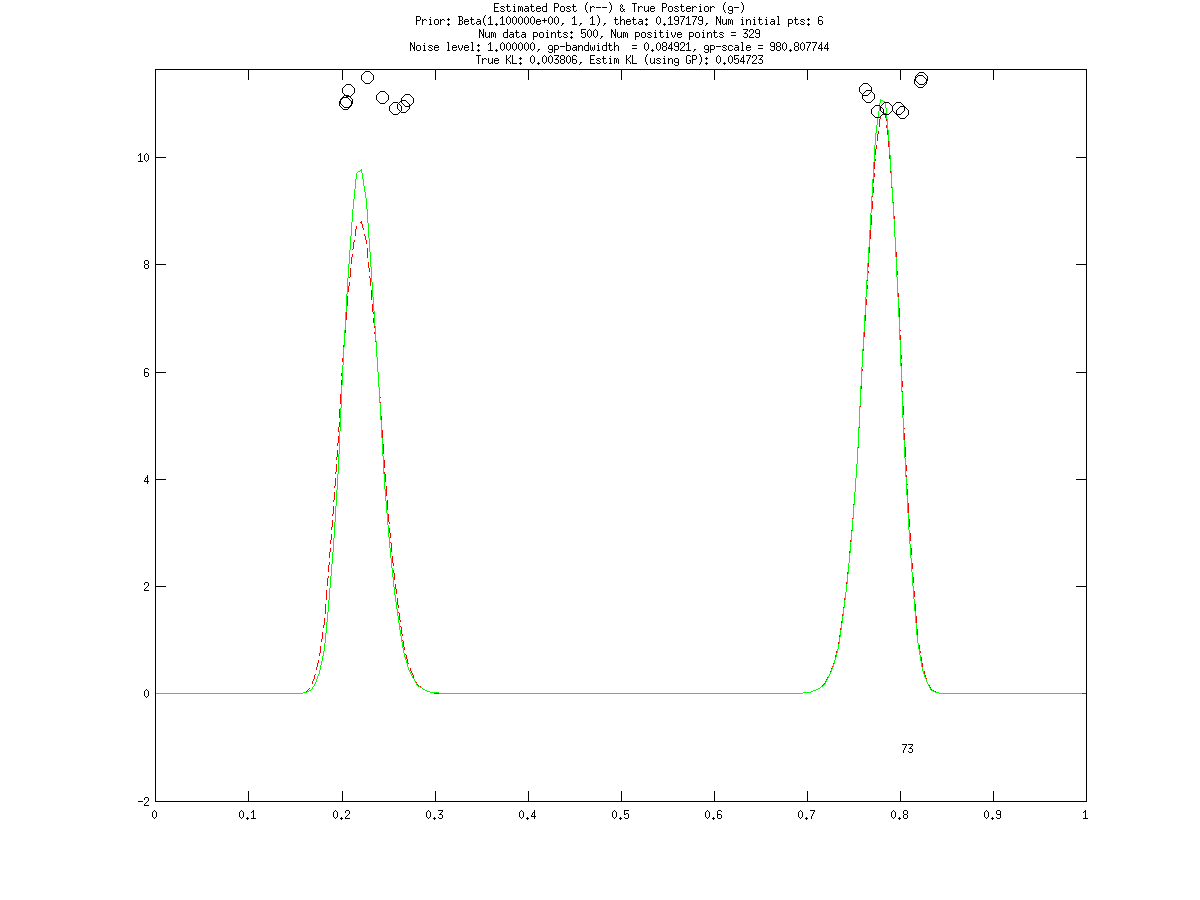 Estimated Post (r--) & True Posterior (g-)
Prior: Beta(1.100000e+00, 1, 1), theta: 0.197179, Num initial pts: 6
Num data points: 500, Num positive points = 329
Noise level: 1.000000, gp-bandwidth  = 0.084921, gp-scale = 980.807744
True KL: 0.003806, Estim KL (using GP): 0.054723
10
8
6
4
2
0
73
-2
0 0.1 0.2 0.3 0.4 0.5 0.6 0.7 0.8 0.9 1